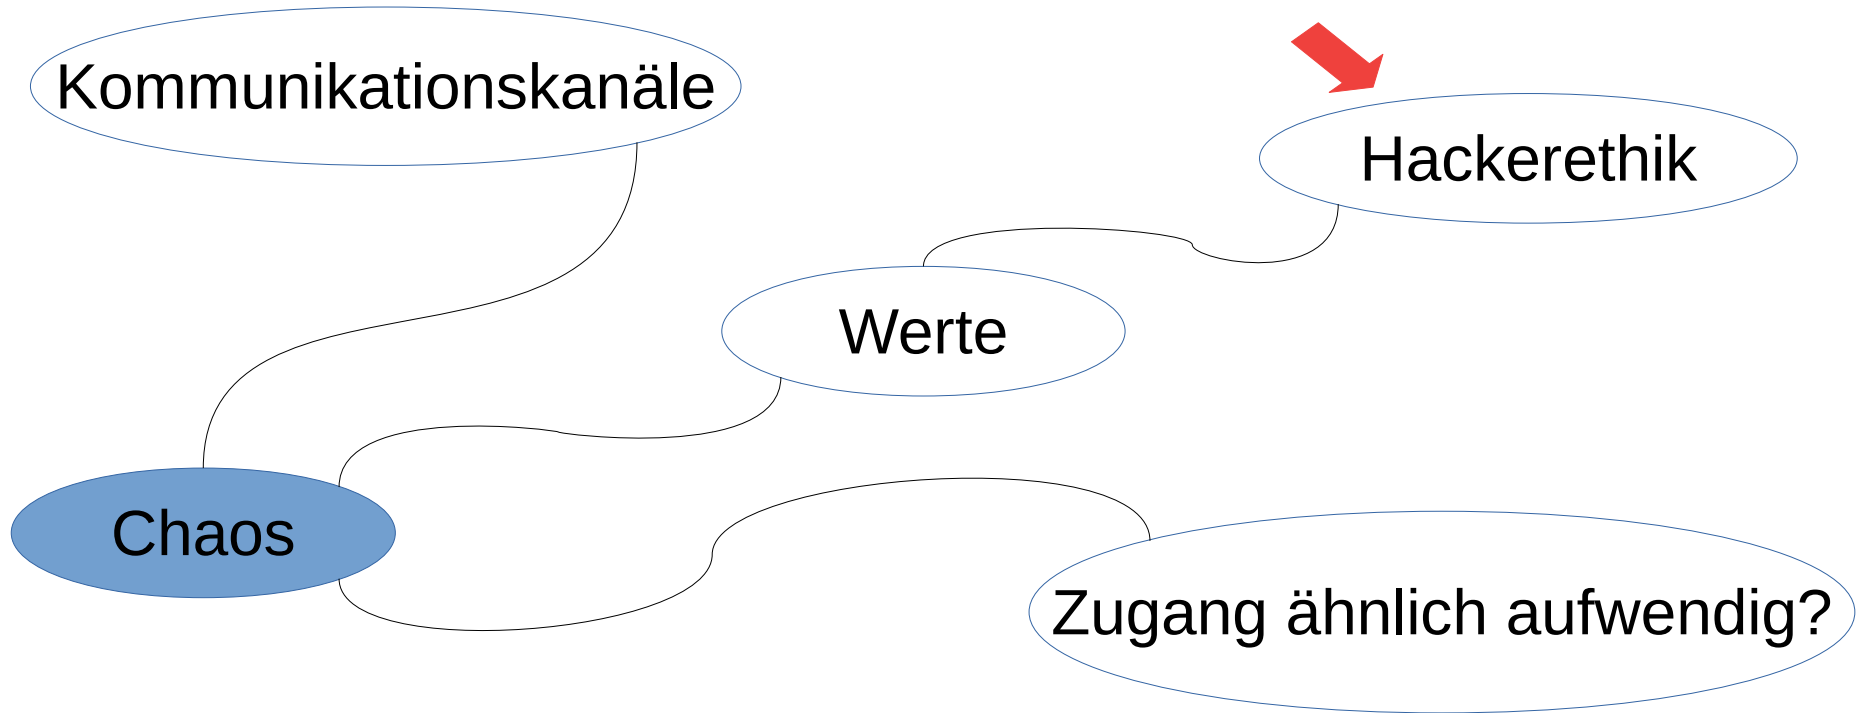 Kommunikationskanäle
Hackerethik
Werte
Chaos
Zugang ähnlich aufwendig?